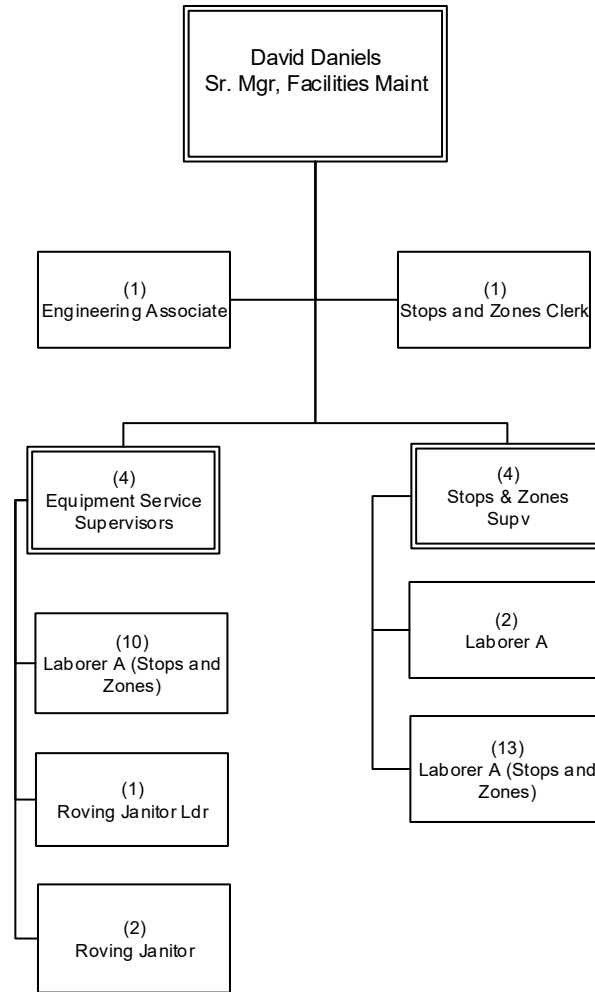 David Daniels
Sr. Mgr, Facilities Maint
(1)
Engineering Associate
(1)
Stops and Zones Clerk
(4)
Equipment Service
Supervisors
(4)
Stops & Zones
Supv
(10)
Laborer A (Stops and
Zones)
(2)
Laborer A
(1)
Roving Janitor Ldr
(13)
Laborer A (Stops and
Zones)
(2)
Roving Janitor